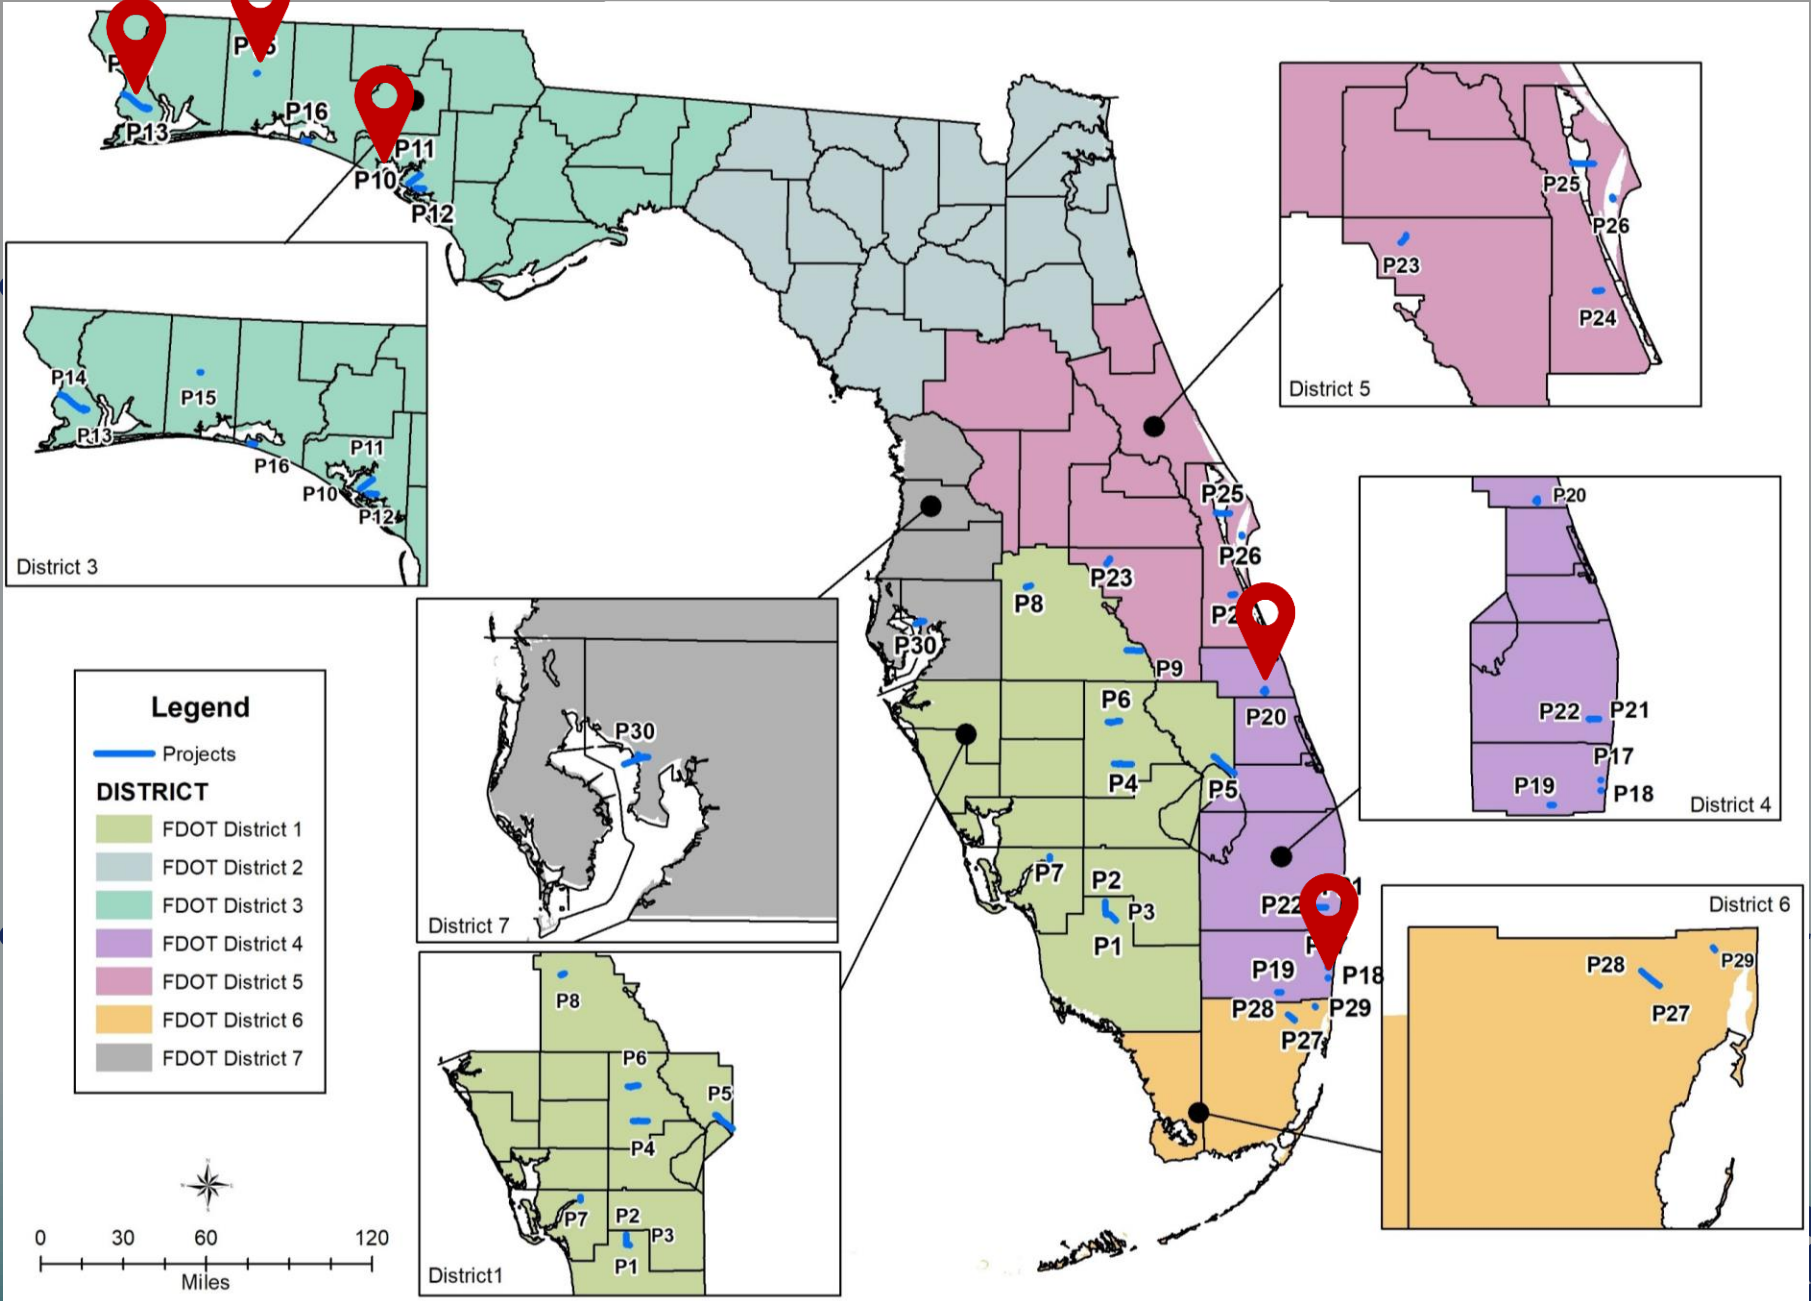 P16
P13
P11
P10
P12
P14
P15
P13
P16
P11
P10
P12
District 3
P25
P26
P23
P24
District 5
P20
P22
P21
P17
P19
P18
District 4
P25
P26
P23
P8
P30
P9
P6
P20
P4
P5
P7
P2
P3
P1
P22
P19
P18
P28
P29
P27
P30
District 7
P8
P6
P5
P4
P7
P2
P3
P1
District1
District 6
P28
P29
P27
Legend
Projects
DISTRICT
FDOT District 1
FDOT District 2
FDOT District 3
FDOT District 4
FDOT District 5
FDOT District 6
FDOT District 7
0 30 60 120
Miles